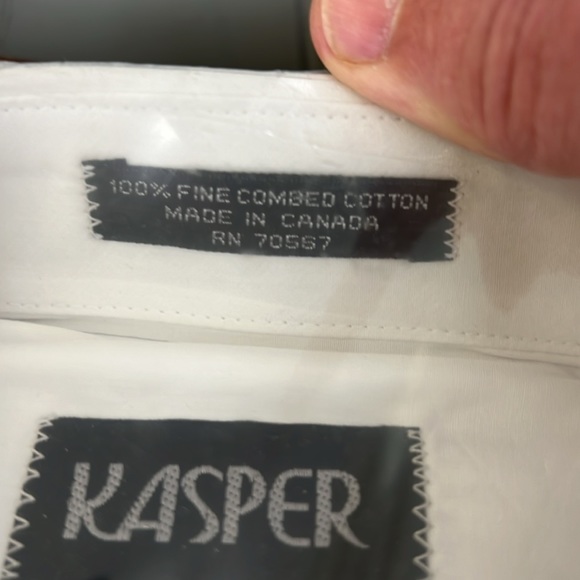 100% FINE COMBED COTTON
MADE IN CANADA
RN 70567
KASPER